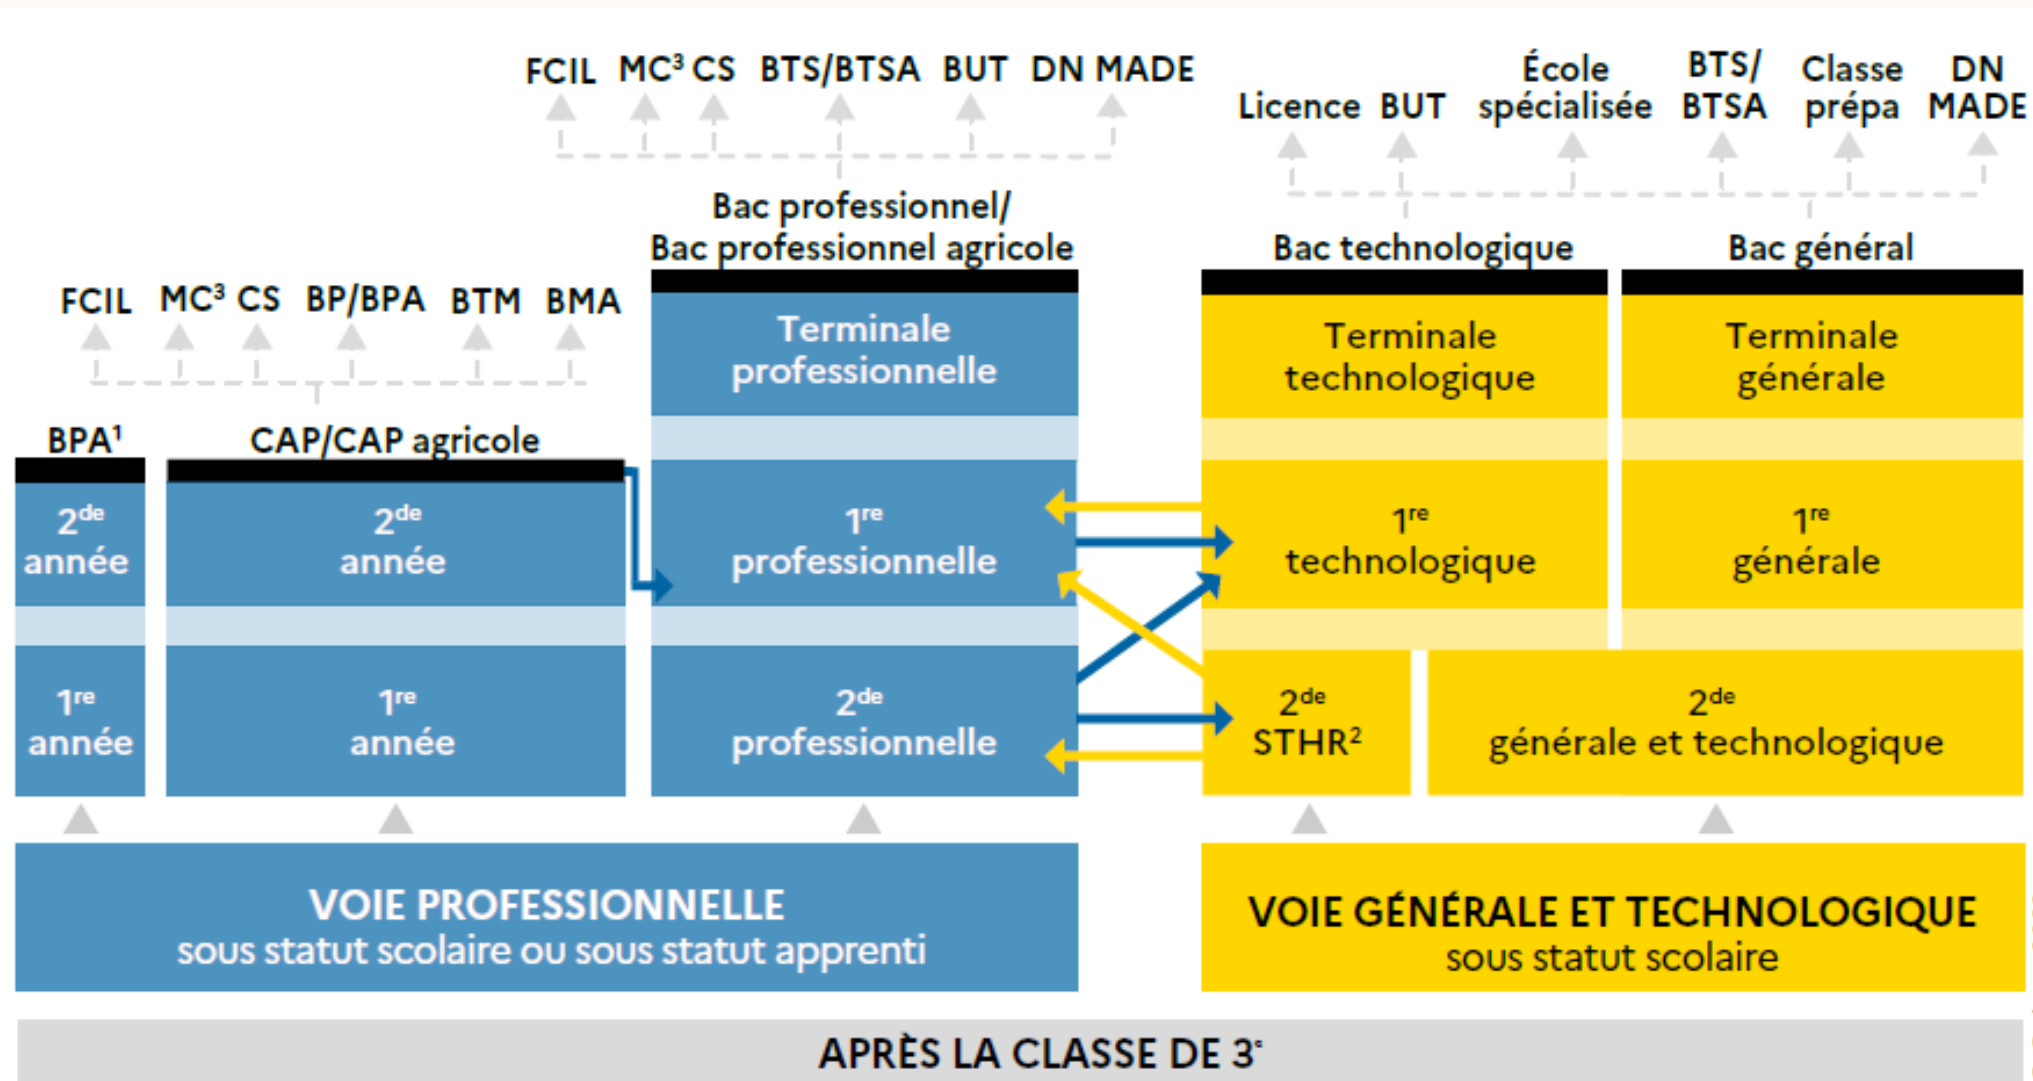 FCIL MC³ CS BTS/BTSA BUT DN MADE
Licence BUT École spécialisée BTS/BTSA Classe prépa DN MADE
Bac professionnel/
Bac professionnel agricole
Bac technologique
Bac général
FCIL MC³ CS BP/BPA BTM BMA
BPA¹
CAP/CAP agricole
Terminale
professionnelle
Terminale
technologique
Terminale
générale
2de
année
2de
année
1re
professionnelle
1re
technologique
1re
générale
1re
année
1re
année
2de
professionnelle
2de
STHR²
2de
générale et technologique
VOIE PROFESSIONNELLE
sous statut scolaire ou sous statut apprenti
VOIE GÉNÉRALE ET TECHNOLOGIQUE
sous statut scolaire
APRÈS LA CLASSE DE 3e